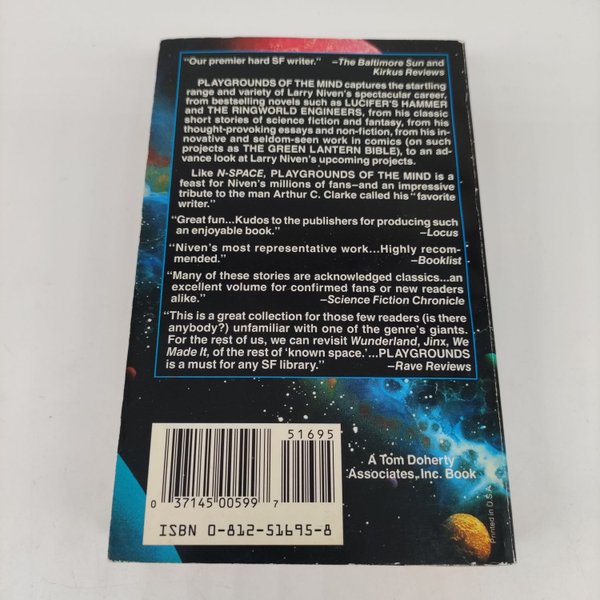 "Our premier hard SF writer." –The Baltimore Sun and
Kirkus Reviews
PLAYGROUNDS OF THE MIND captures the startling
range and variety of Larry Niven's spectacular career,
from bestselling novels such as LUCIFER'S HAMMER
and THE RINGWORLD ENGINEERS, from his classic
short stories of science fiction and fantasy, from his
thought-provoking essays and non-fiction, from his in-
novative and seldom-seen work in comics (on such
projects as THE GREEN LANTERN BIBLE), to an ad-
vance look at Larry Niven's upcoming projects.
Like N-SPACE, PLAYGROUNDS OF THE MIND is a
feast for Niven's millions of fans–and an impressive
tribute to the man Arthur C. Clarke called his "favorite
writer."
"Great fun...Kudos to the publishers for producing such
an enjoyable book." –Locus
"Niven's most representative work...Highly recom-
mended." –Booklist
"Many of these stories are acknowledged classics...an
excellent volume for confirmed fans or new readers
alike." –Science Fiction Chronicle
"This is a great collection for those few readers (is there
anybody?) unfamiliar with one of the genre's giants.
For the rest of us, we can revisit Wunderland, Jinx, We
Made It, of the rest of 'known space.'...PLAYGROUNDS
is a must for any SF library." –Rave Reviews
51695
0 37145 00599 7
ISBN 0-812-51695-8
A Tom Doherty
Associates, Inc. Book
Printed in U.S.A.